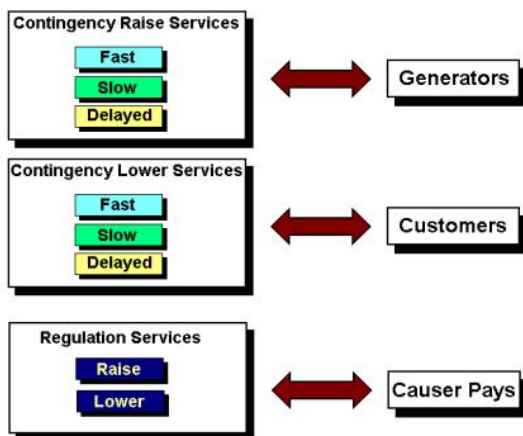 Contingency Raise Services
Fast
Slow
Delayed
Generators
Contingency Lower Services
Fast
Slow
Delayed
Customers
Regulation Services
Raise
Lower
Causer Pays